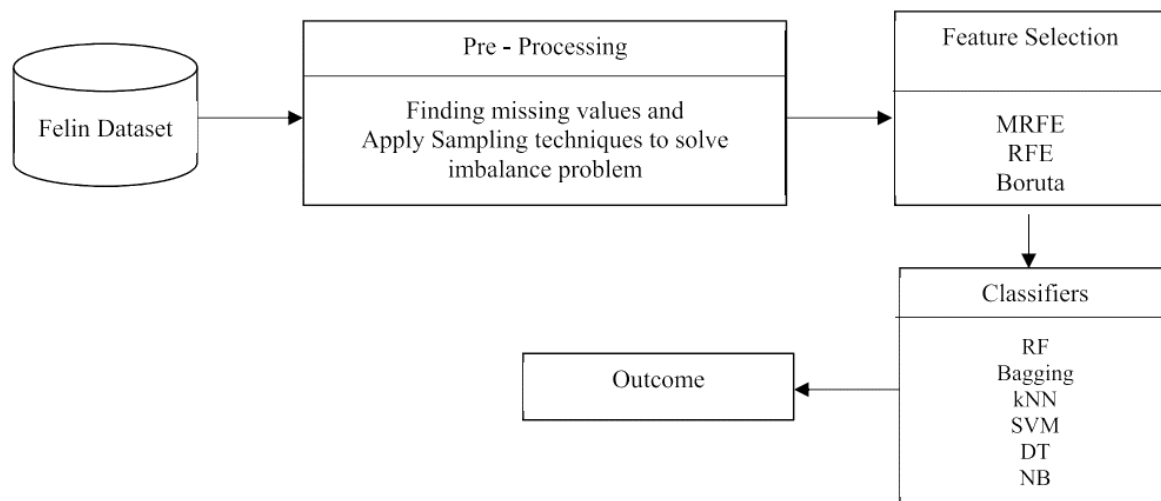 Felin Dataset
Pre - Processing
Finding missing values and
Apply Sampling techniques to solve
imbalance problem
Feature Selection
MRFE
RFE
Boruta
Classifiers
RF
Bagging
kNN
SVM
DT
NB
Outcome